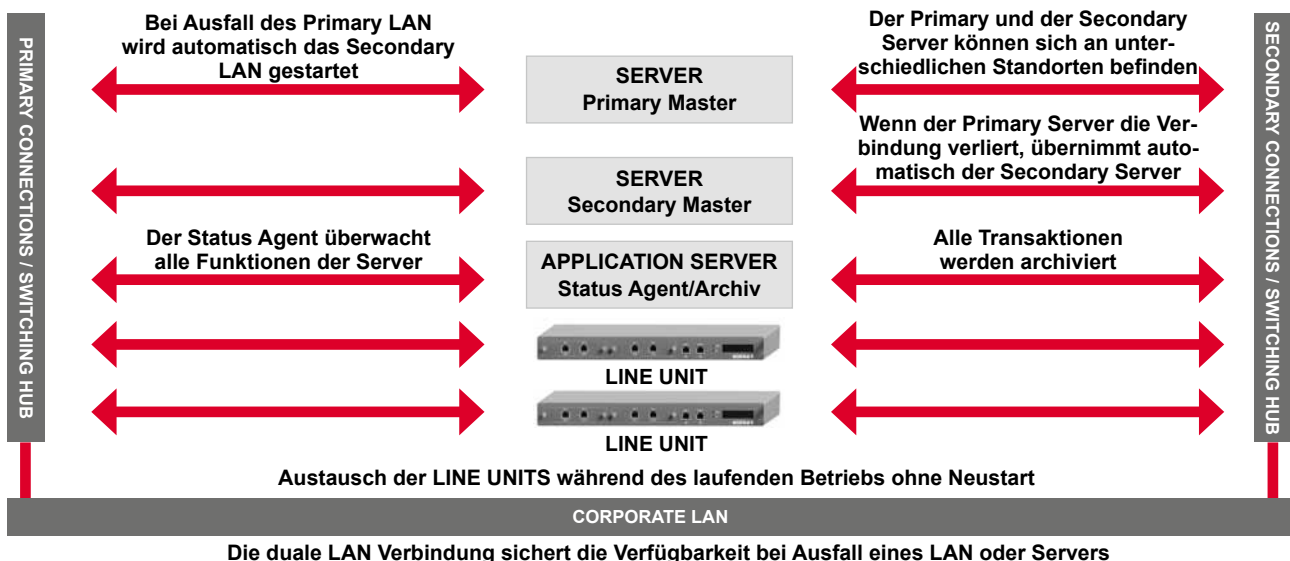 PRIMARY CONNECTIONS / SWITCHING HUB
Bei Ausfall des Primary LAN
wird automatisch das Secondary
LAN gestartet
SERVER
Primary Master
Der Primary und der Secondary
Server können sich an unter-
schiedlichen Standorten befinden
SERVER
Secondary Master
Wenn der Primary Server die Ver-
bindung verliert, übernimmt auto-
matisch der Secondary Server
Der Status Agent überwacht
alle Funktionen der Server
APPLICATION SERVER
Status Agent/Archiv
Alle Transaktionen
werden archiviert
LINE UNIT
LINE UNIT
SECONDARY CONNECTIONS / SWITCHING HUB
Austausch der LINE UNITS während des laufenden Betriebs ohne Neustart
CORPORATE LAN
Die duale LAN Verbindung sichert die Verfügbarkeit bei Ausfall eines LAN oder Servers